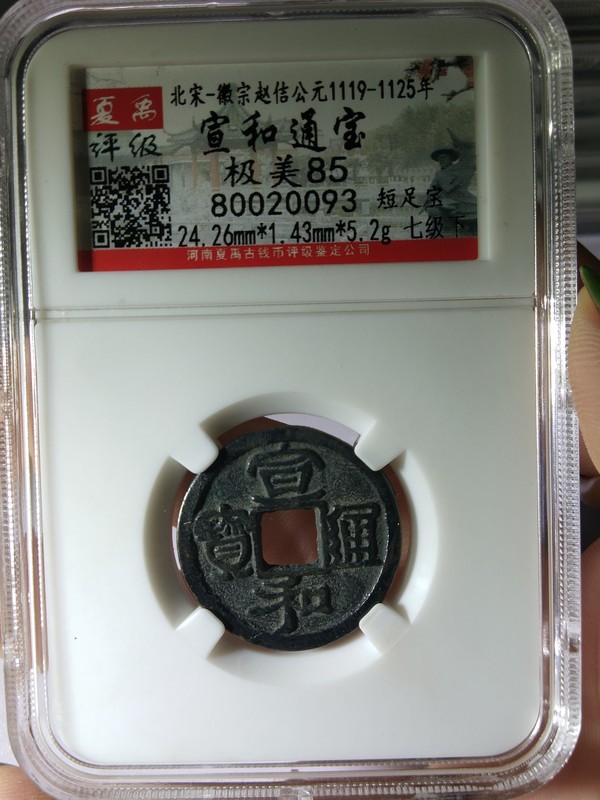 北宋-徽宗赵佶公元1119-1125年
夏禹
评级
宣和通宝
极美85
80020093 短足宝
24.26mm*1.43mm*5.2g 七级下
河南夏禹古钱币评级鉴定公司
宣
寶 通
和